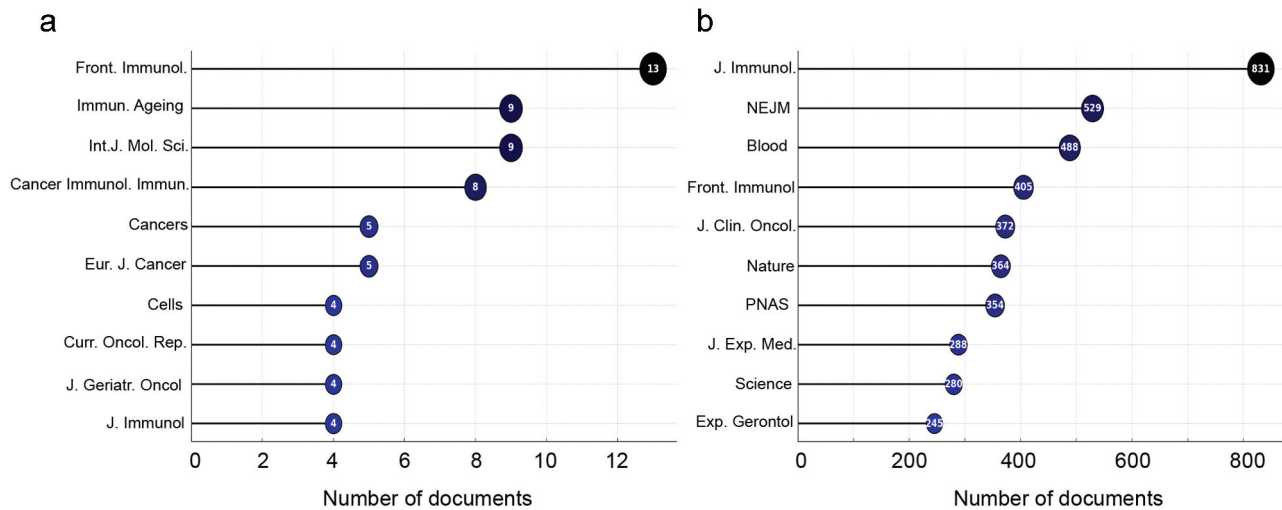 a
Front. Immunol.
13
Immun. Ageing
9
Int.J. Mol. Sci.
9
Cancer Immunol. Immun.
8
Cancers
5
Eur. J. Cancer
5
Cells
4
Curr. Oncol. Rep.
4
J. Geriatr. Oncol
4
J. Immunol
4
0 2 4 6 8 10 12
Number of documents
b
J. Immunol.
831
NEJM
529
Blood
488
Front. Immunol
405
J. Clin. Oncol.
372
Nature
364
PNAS
354
J. Exp. Med.
288
Science
280
Exp. Gerontol
245
0 200 400 600 800
Number of documents